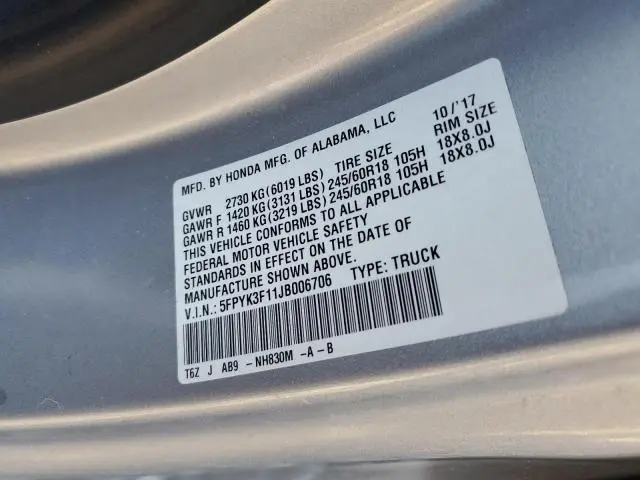 MFD. BY HONDA MFG. OF ALABAMA, LLC 10/'17
GVWR 2730 KG(6019 LBS) TIRE SIZE RIM SIZE
GAWR F 1420 KG(3131 LBS) 245/60R18 105H 18X8.0J
GAWR R 1460 KG(3219 LBS) 245/60R18 105H 18X8.0J
THIS VEHICLE CONFORMS TO ALL APPLICABLE
FEDERAL MOTOR VEHICLE SAFETY
STANDARDS IN EFFECT ON THE DATE OF
MANUFACTURE SHOWN ABOVE.
V.I.N.: 5FPYK3F11JB006706 TYPE: TRUCK
T6Z J AB9 -NH830M -A-B